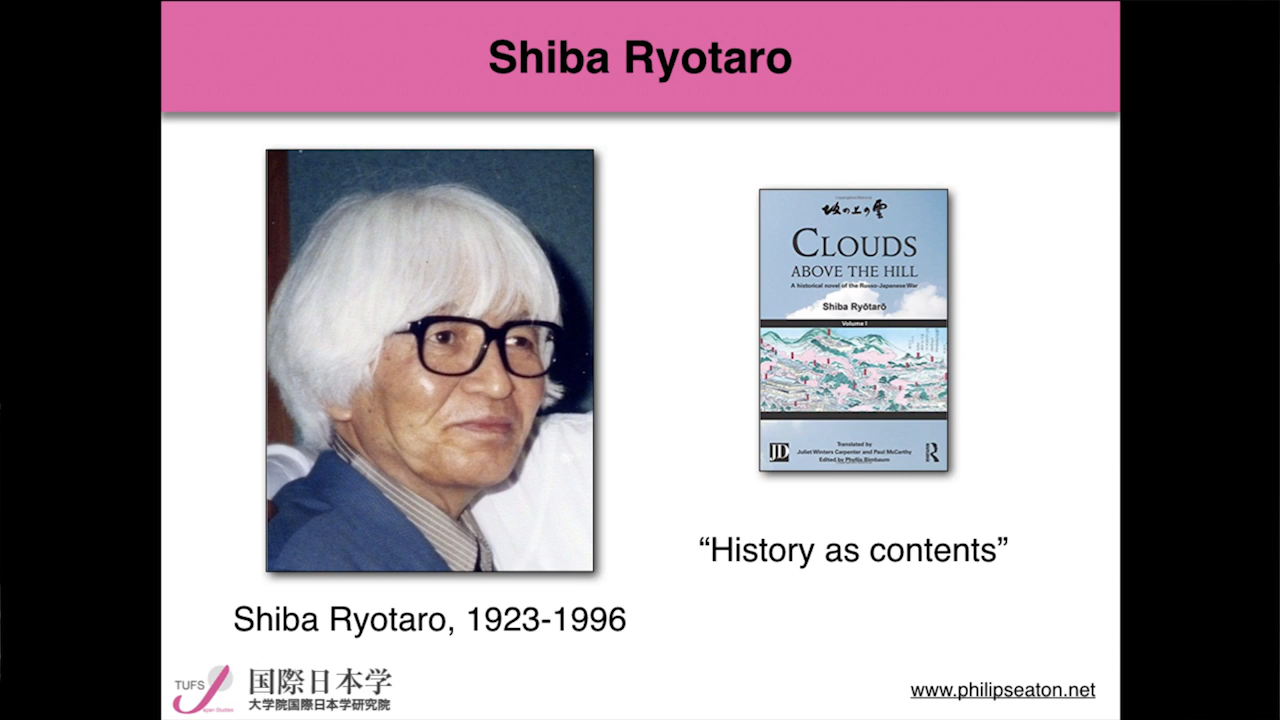 Shiba Ryotaro
坂の上の雲
CLOUDS
ABOVE THE HILL
A historical novel of the Russo-Japanese War
Shiba Ryōtarō
Volume I
JD
Translated by
Juliet Winters Carpenter and Paul McCarthy
Edited by Phyllis Birnbaum
“History as contents”
Shiba Ryotaro, 1923-1996
TUFS
Japan Studies
国際日本学
大学院国際日本学研究院
www.philipseaton.net